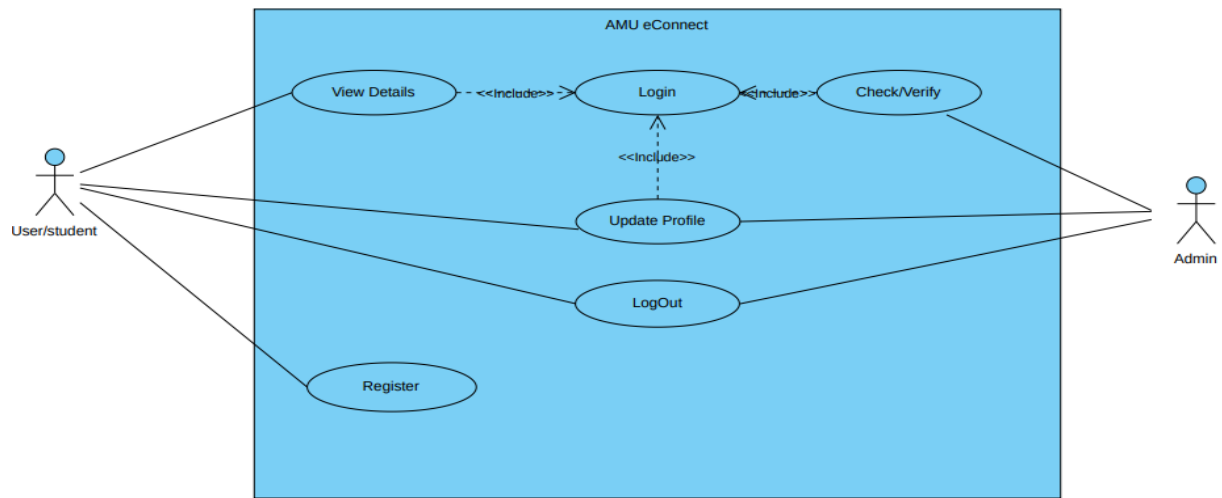 AMU eConnect
View Details
<<Include>>
Login
<<Include>>
Check/Verify
<<Include>>
User/student
Update Profile
Admin
LogOut
Register